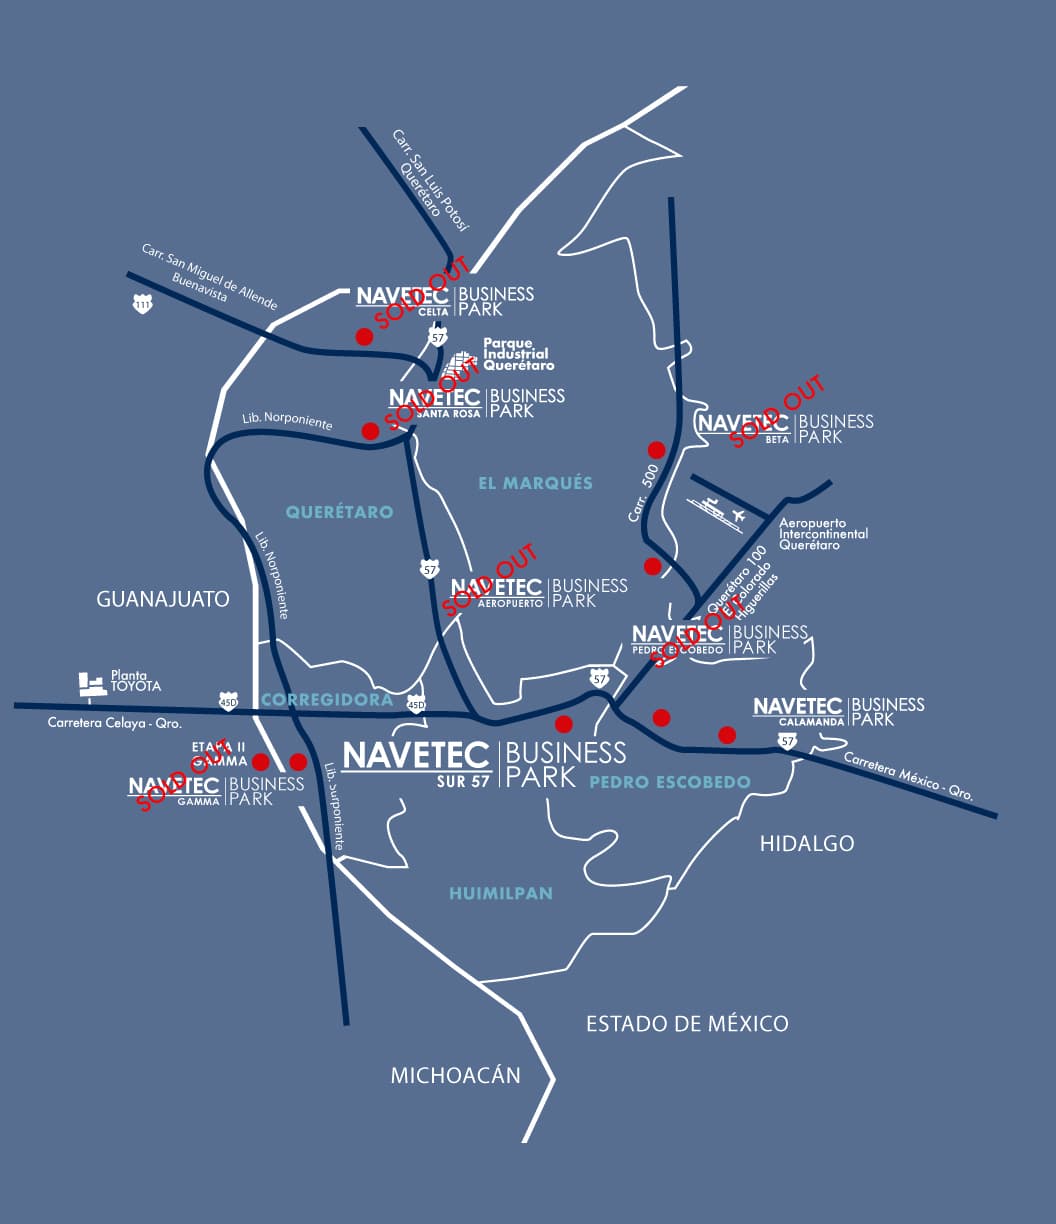 Carr. San Luis Potosí
Querétaro
Carr. San Miguel de Allende
Buenavista
111
SOLD OUT
NAVETEC BUSINESS
CELTA PARK
57
Parque
Industrial
Querétaro
SOLD OUT
NAVETEC BUSINESS
SANTA ROSA PARK
Lib. Norponiente
SOLD OUT
NAVETEC BUSINESS
BETA PARK
EL MARQUÉS
QUERÉTARO
Carr. 500
Aeropuerto
Intercontinental
Querétaro
Lib. Norponiente
57
SOLD OUT
NAVETEC BUSINESS
AEROPUERTO PARK
Querétaro 100
El Colorado
Higuerillas
GUANAJUATO
SOLD OUT
NAVETEC BUSINESS
PEDRO ESCOBEDO PARK
Planta
TOYOTA
57
45D
CORREGIDORA
45D
NAVETEC BUSINESS
CALAMANDA PARK
Carretera Celaya - Qro.
57
ETAPA II
GAMMA
SOLD OUT
NAVETEC BUSINESS
GAMMA PARK
NAVETEC BUSINESS
SUR 57 PARK
Lib. Surponiente
PEDRO ESCOBEDO
Carretera México - Qro.
HIDALGO
HUIMILPAN
ESTADO DE MÉXICO
MICHOACÁN